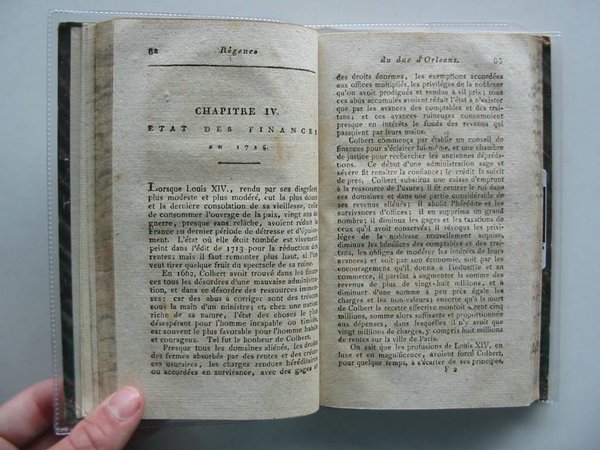 82 Régence
CHAPITRE IV.
ETAT DES FINANCES
EN 1715.
Lorsque Louis XIV., rendu par ses disgrâces
plus modeste et plus modéré, eut la plus douce
et la dernière consolation de sa vieillesse, celle
de consommer l'ouvrage de la paix, vingt ans de
guerre, presque sans relâche, avoient réduit la
France au dernier période de détresse et d'épuise-
ment. L'état où elle étoit tombée est vivement
peint dans l'édit de 1713 pour la réduction des
rentes; mais il faut remonter plus haut, si l'on
veut tirer quelque fruit du spectacle de sa ruine.
En 1662, Colbert avoit trouvé dans les finan-
ces tous les désordres d'une mauvaise administra-
tion, et dans ce désordre des ressources immen-
ses: car des abus à corriger sont des trésors
sous la main d'un ministre; et chez une nation
riche de sa nature, l'état des choses le plus
désespérant pour l'homme incapable ou timide,
est souvent le plus favorable pour l'homme habile
et courageux. Tel fut le bonheur de Colbert.
Presque tous les domaines aliénés, les droits
des fermes absorbés par des rentes et des créances
usuraires, les charges rendues héréditaires
ou accordées en survivance, avec des gages et
du duc d'Orléans. 83
des droits énormes, les exemptions accordées
aux offices multipliés, les privilèges de la noblesse
qu'on avoit prodigués et vendus à vil prix; tous
ces abus accumulés avoient réduit l'état à n'exister
que par les avances des comptables et des traitans;
et ces avances ruineuses consumoient
presque en intérêts le fonds des revenus qui
passoient par leurs mains.
Colbert commença par établir un conseil de
finances pour s'éclairer lui-même, et une chambre
de justice pour rechercher les anciennes déprédations.
Ce début d'une administration sage et
sévère fit renaître la confiance; le crédit la suivit
de près. Colbert substitua une caisse d'emprunt
à la ressource de l'usure; il fit rentrer le roi dans
ses domaines et dans une partie considérable de
ses revenus aliénés; il abolit l'hérédité et les
survivances d'offices; il en supprima un grand
nombre; il diminua les gages et les taxations de
ceux qu'il avoit conservés; il révoqua les privilèges
de la noblesse nouvellement acquise,
diminua les bénéfices des comptables et des traitans,
les obligea de modérer les intérêts de leurs
avances; et soit par son économie, soit par les
encouragemens qu'il donna à l'industrie et au
commerce, il parvint à augmenter la somme des
revenus de plus de vingt-huit millions, et à
diminuer d'une somme à peu près égale les
charges et les non-valeurs; ensorte qu'à la mort
de Colbert la recette effective montoit à cent cinq
millions, somme alors suffisante et proportionnée
aux dépenses, dans lesquelles il n'y avoit que
vingt millions de charges, y compris huit millions
de rentes sur la ville de Paris.
On sait que les profusions de Louis XIV, en
luxe et en magnificence, avoient forcé Colbert,
pour quelque temps, à s'écarter de ses principes.
F 2